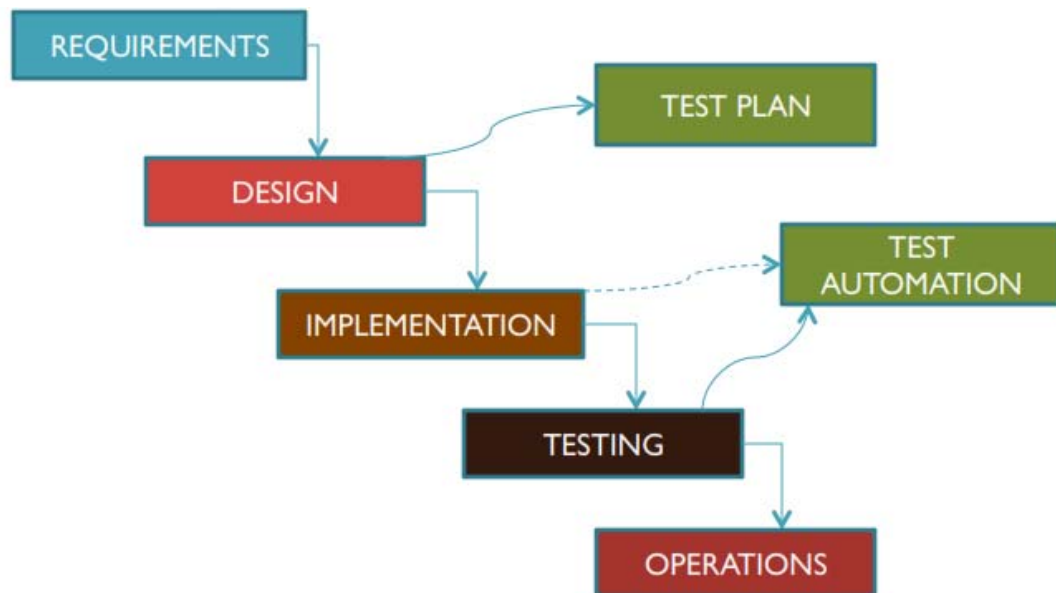 REQUIREMENTS
TEST PLAN
DESIGN
TEST
AUTOMATION
IMPLEMENTATION
TESTING
OPERATIONS